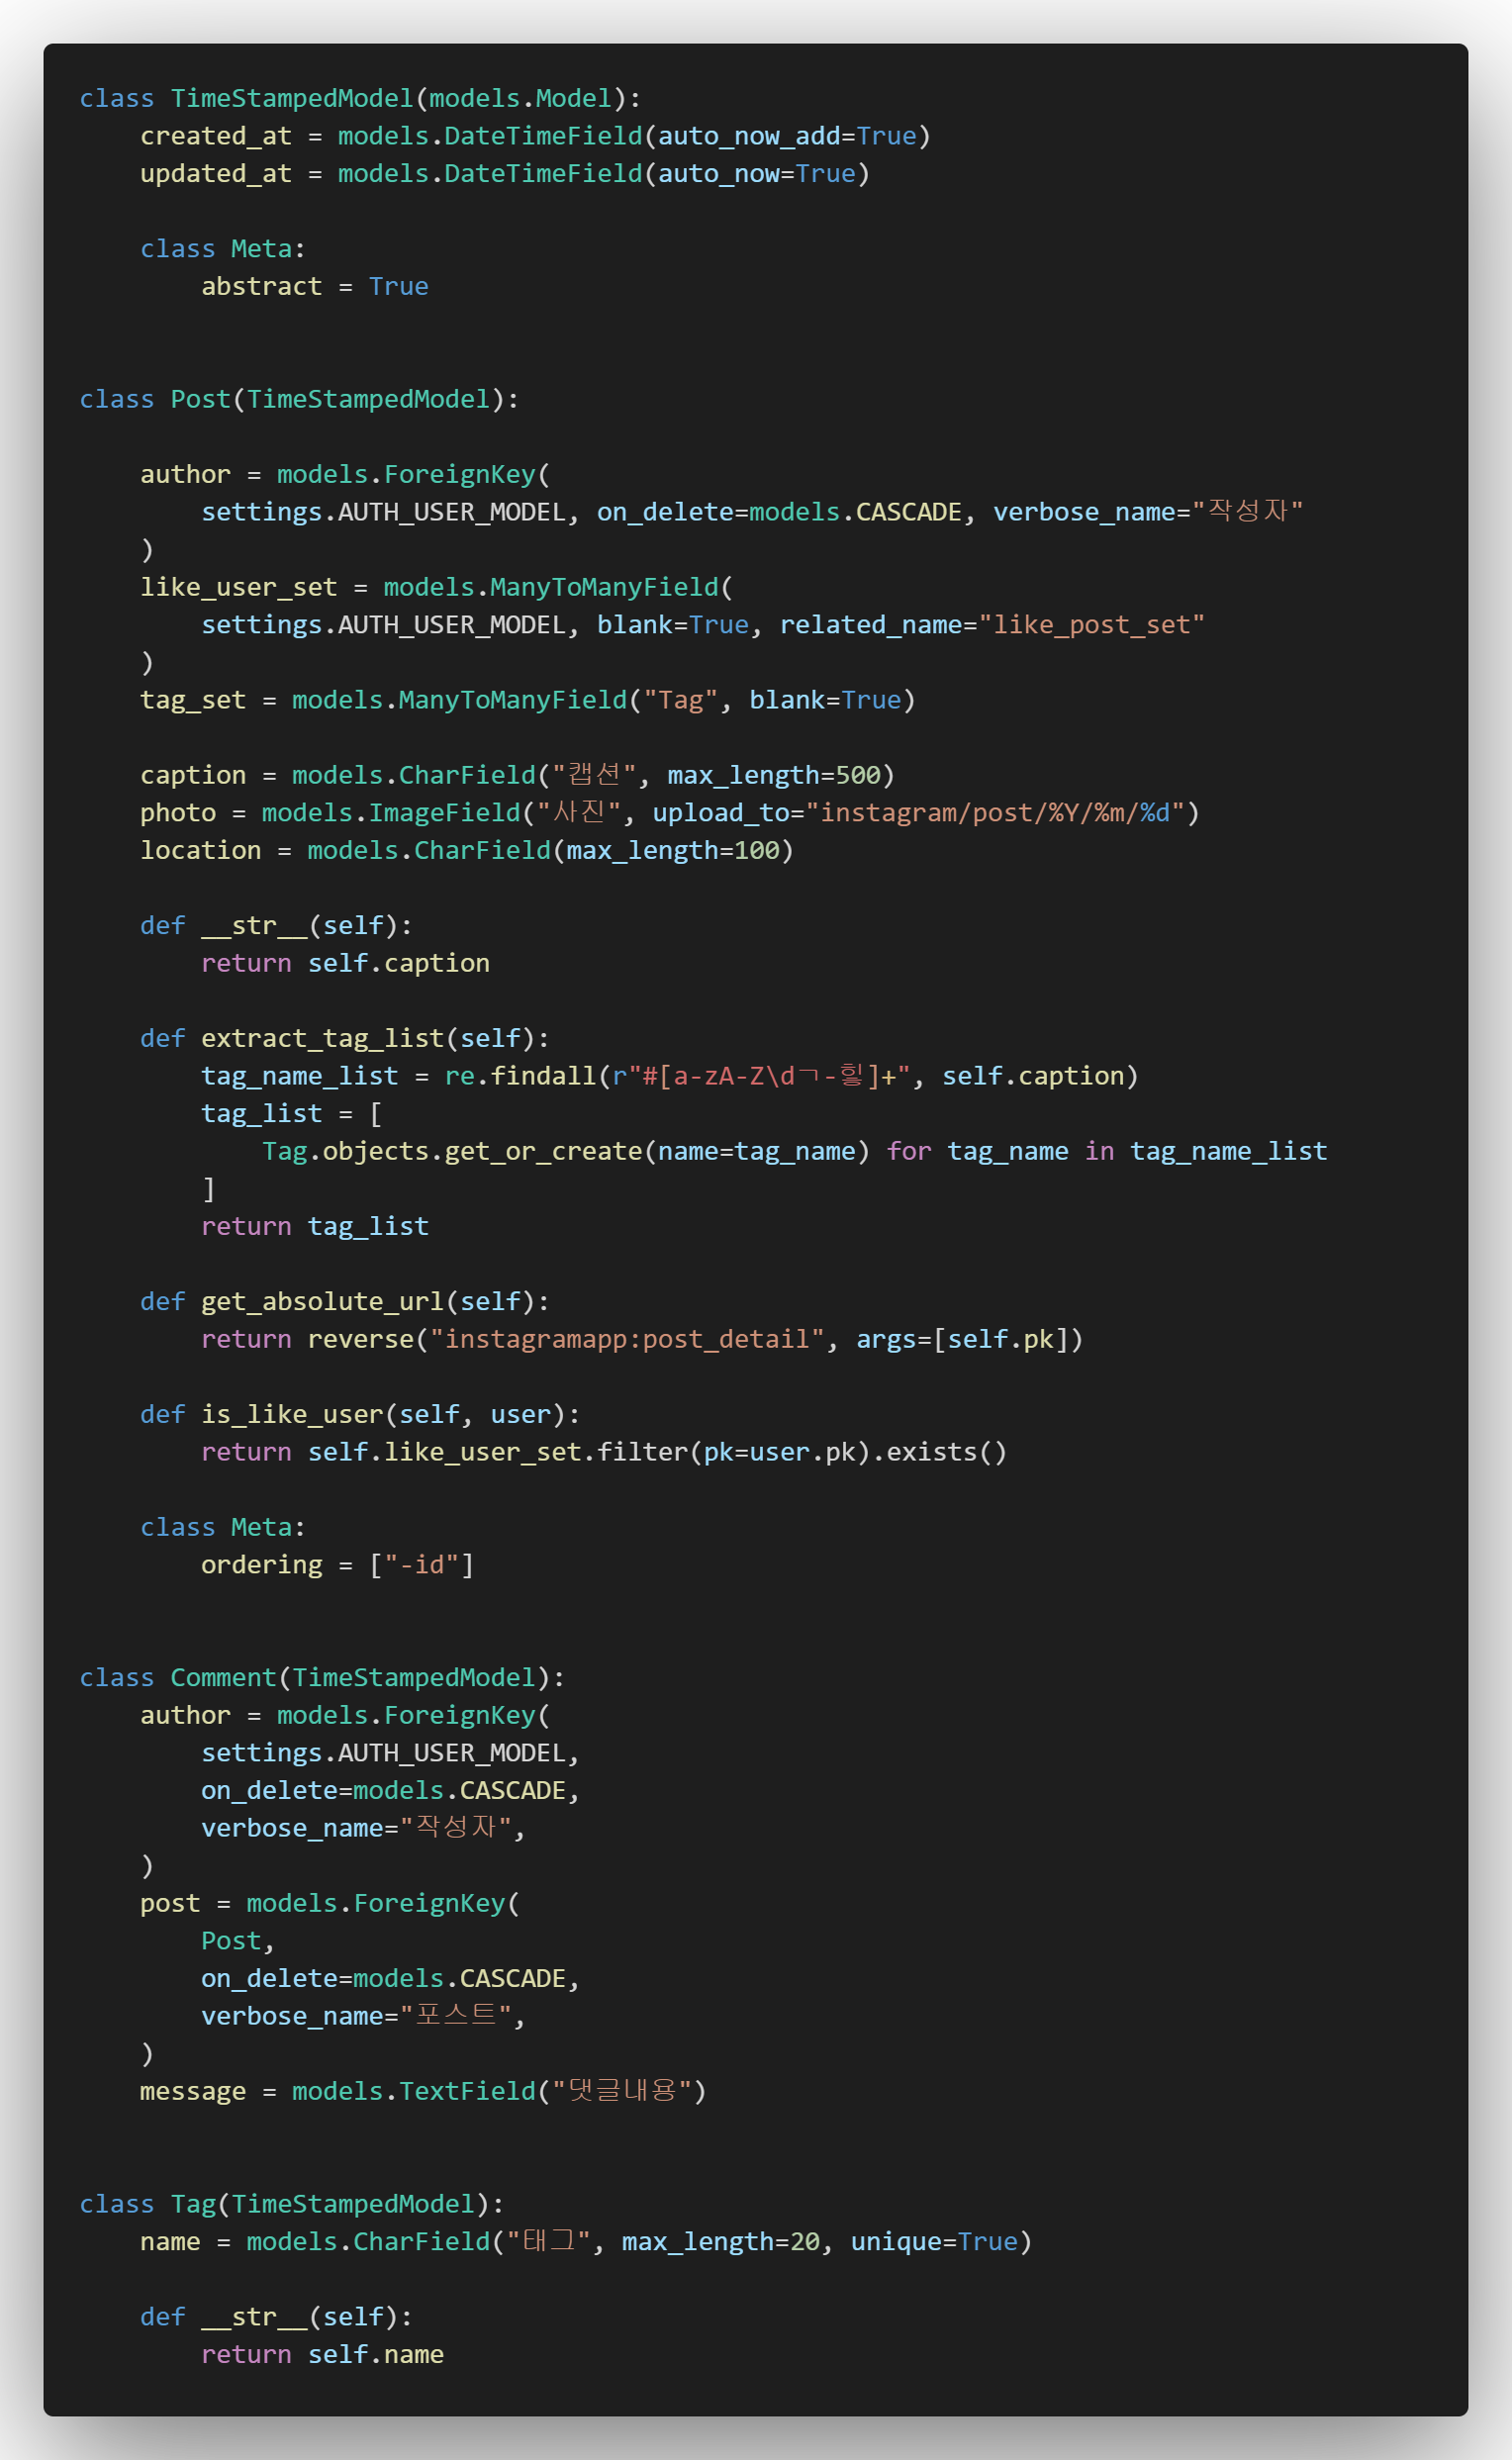 class TimeStampedModel(models.Model):
    created_at = models.DateTimeField(auto_now_add=True)
    updated_at = models.DateTimeField(auto_now=True)

    class Meta:
        abstract = True


class Post(TimeStampedModel):

    author = models.ForeignKey(
        settings.AUTH_USER_MODEL, on_delete=models.CASCADE, verbose_name="작성자"
    )
    like_user_set = models.ManyToManyField(
        settings.AUTH_USER_MODEL, blank=True, related_name="like_post_set"
    )
    tag_set = models.ManyToManyField("Tag", blank=True)

    caption = models.CharField("캡션", max_length=500)
    photo = models.ImageField("사진", upload_to="instagram/post/%Y/%m/%d")
    location = models.CharField(max_length=100)

    def __str__(self):
        return self.caption

    def extract_tag_list(self):
        tag_name_list = re.findall(r"#[a-zA-Z\dㄱ-힣]+", self.caption)
        tag_list = [
            Tag.objects.get_or_create(name=tag_name) for tag_name in tag_name_list
        ]
        return tag_list

    def get_absolute_url(self):
        return reverse("instagramapp:post_detail", args=[self.pk])

    def is_like_user(self, user):
        return self.like_user_set.filter(pk=user.pk).exists()

    class Meta:
        ordering = ["-id"]


class Comment(TimeStampedModel):
    author = models.ForeignKey(
        settings.AUTH_USER_MODEL,
        on_delete=models.CASCADE,
        verbose_name="작성자",
    )
    post = models.ForeignKey(
        Post,
        on_delete=models.CASCADE,
        verbose_name="포스트",
    )
    message = models.TextField("댓글내용")


class Tag(TimeStampedModel):
    name = models.CharField("태그", max_length=20, unique=True)

    def __str__(self):
        return self.name